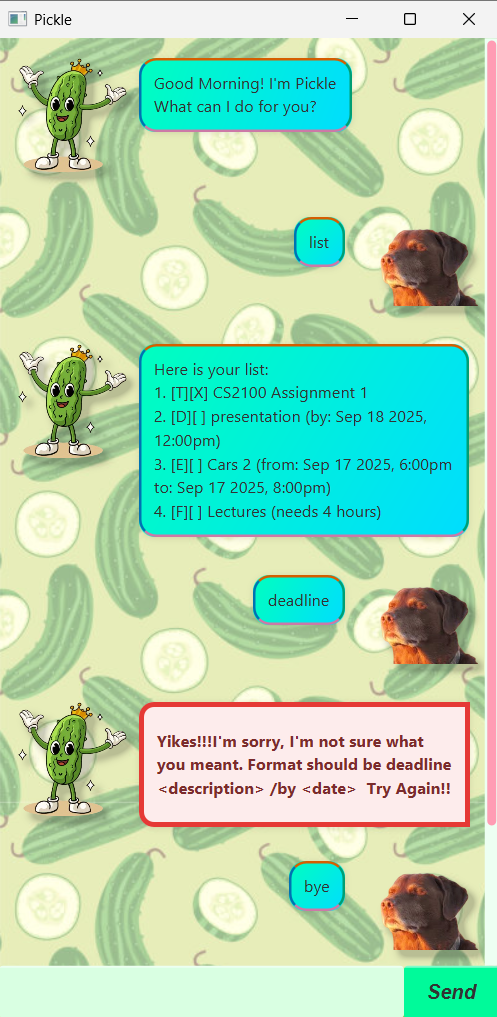 Pickle
Good Morning! I'm Pickle
What can I do for you?
list
Here is your list:
1. [T][X] CS2100 Assignment 1
2. [D][ ] presentation (by: Sep 18 2025,
12:00pm)
3. [E][ ] Cars 2 (from: Sep 17 2025, 6:00pm
to: Sep 17 2025, 8:00pm)
4. [F][ ] Lectures (needs 4 hours)
deadline
Yikes!!!I'm sorry, I'm not sure what
you meant. Format should be deadline
<description> /by <date>  Try Again!!
bye
Send